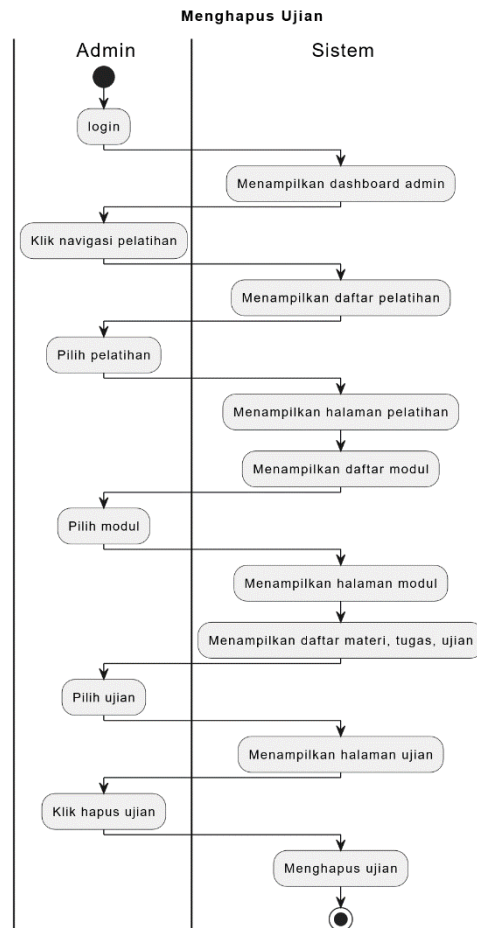 Menghapus Ujian
Admin
Sistem
login
Menampilkan dashboard admin
Klik navigasi pelatihan
Menampilkan daftar pelatihan
Pilih pelatihan
Menampilkan halaman pelatihan
Menampilkan daftar modul
Pilih modul
Menampilkan halaman modul
Menampilkan daftar materi, tugas, ujian
Pilih ujian
Menampilkan halaman ujian
Klik hapus ujian
Menghapus ujian